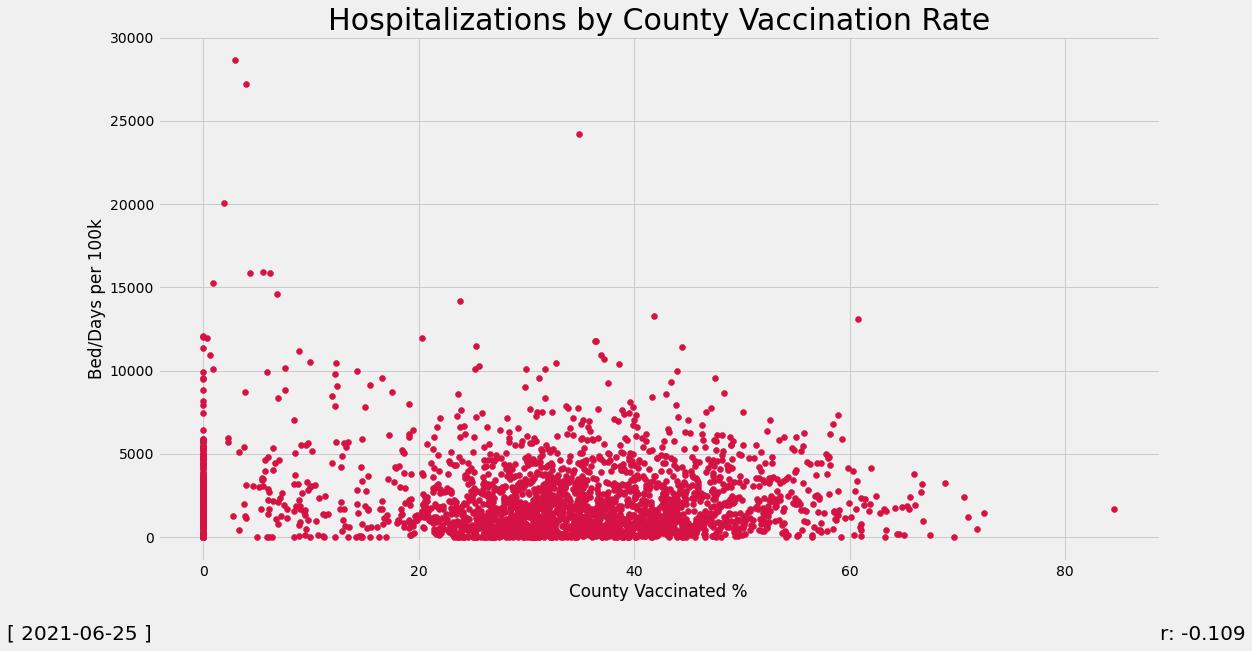 Hospitalizations by County Vaccination Rate
30000
25000
20000
15000
10000
5000
0
Bed/Days per 100k
0 20 40 60 80
County Vaccinated %
[ 2021-06-25 ]
r: -0.109